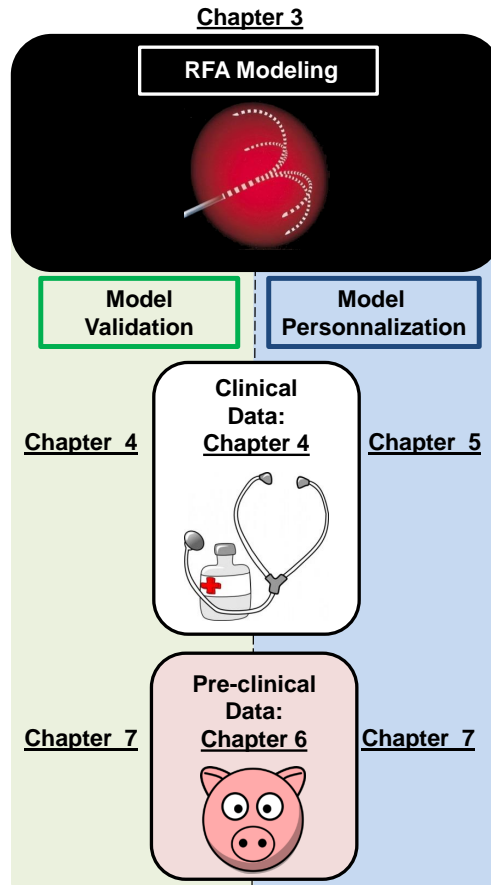 Chapter 3
RFA Modeling
Model
Validation
Model
Personnalization
Clinical
Data:
Chapter 4
Chapter 4
Chapter 5
Pre-clinical
Data:
Chapter 6
Chapter 7
Chapter 7